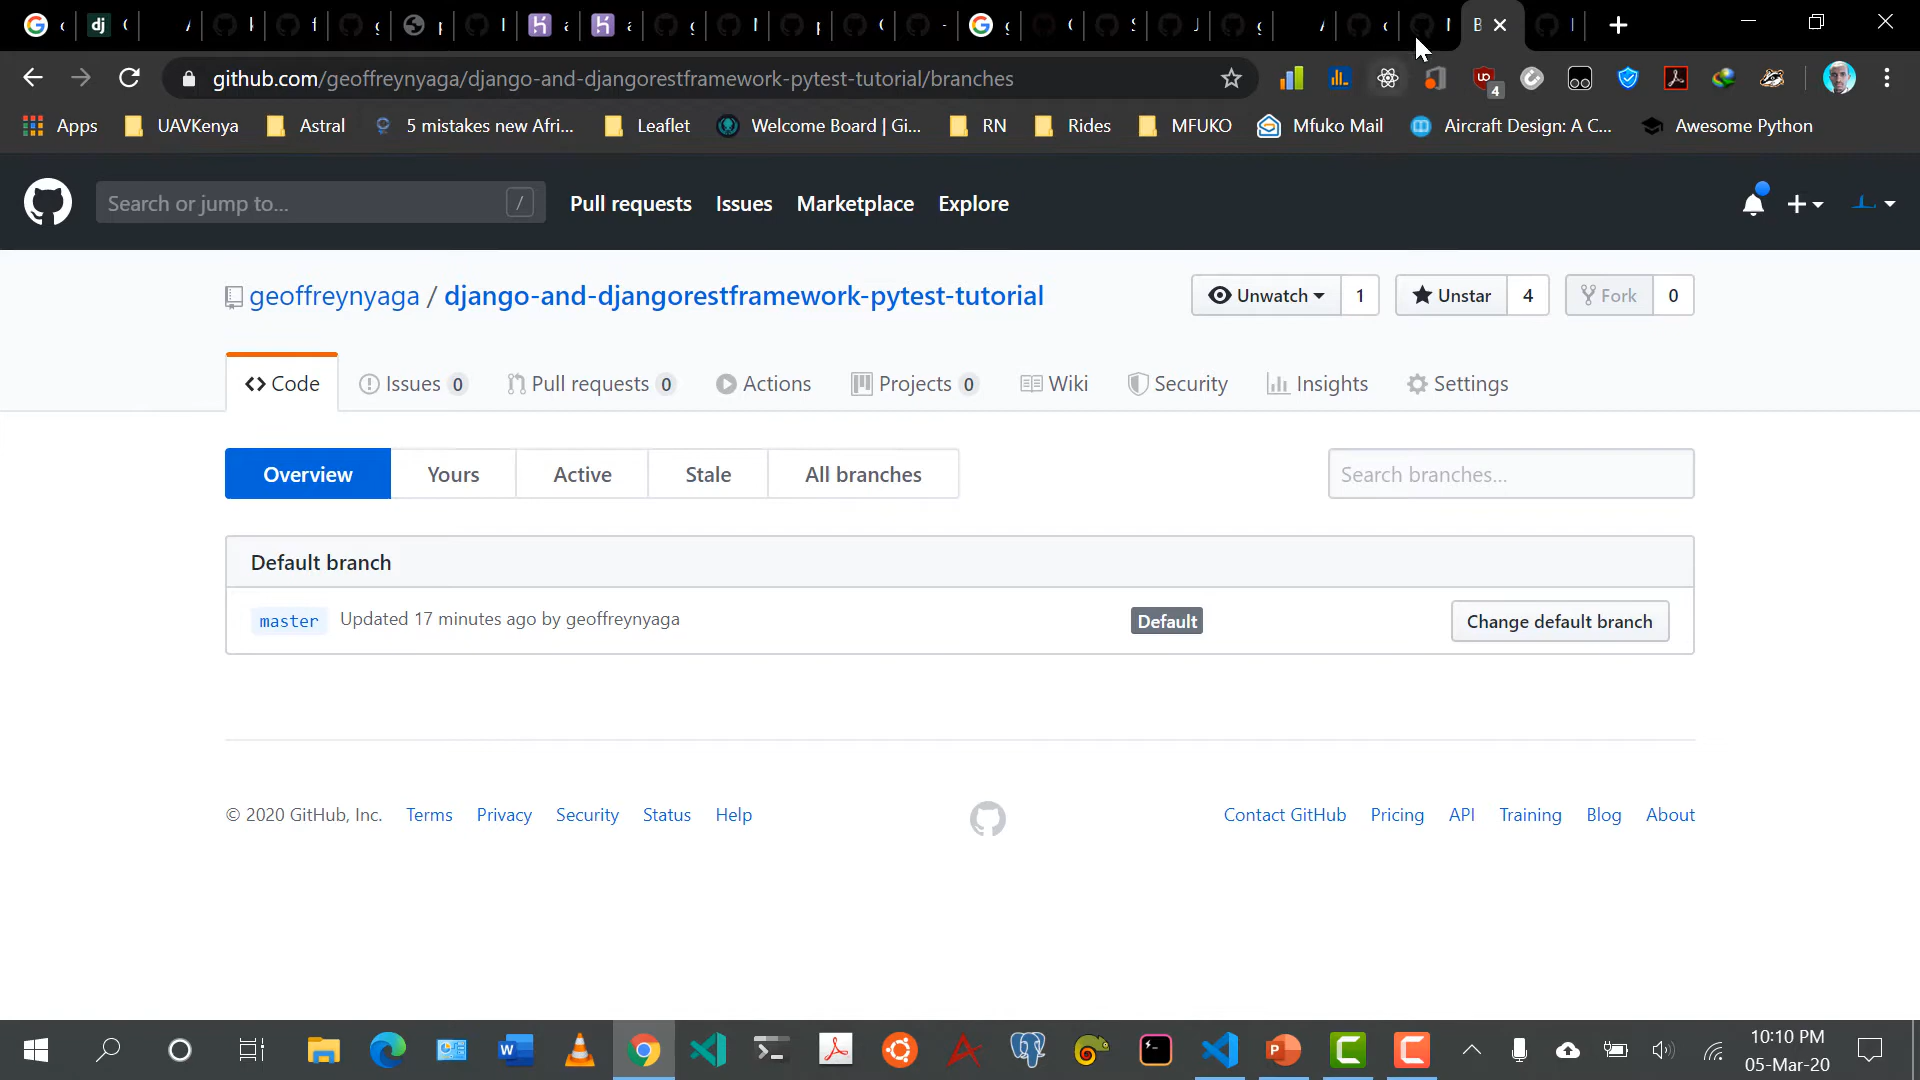 github.com/geoffreynyaga/django-and-djangorestframework-pytest-tutorial/branches
4
Apps UAVKenya Astral 5 mistakes new Afri... Leaflet Welcome Board | Gi... RN Rides MFUKO Mfuko Mail Aircraft Design: A C... Awesome Python
Search or jump to... / Pull requests Issues Marketplace Explore
geoffreynyaga / django-and-djangorestframework-pytest-tutorial Unwatch 1 Unstar 4 Fork 0
Code Issues 0 Pull requests 0 Actions Projects 0 Wiki Security Insights Settings
Overview Yours Active Stale All branches Search branches...
Default branch
master Updated 17 minutes ago by geoffreynyaga Default Change default branch
© 2020 GitHub, Inc. Terms Privacy Security Status Help Contact GitHub Pricing API Training Blog About
10:10 PM
05-Mar-20